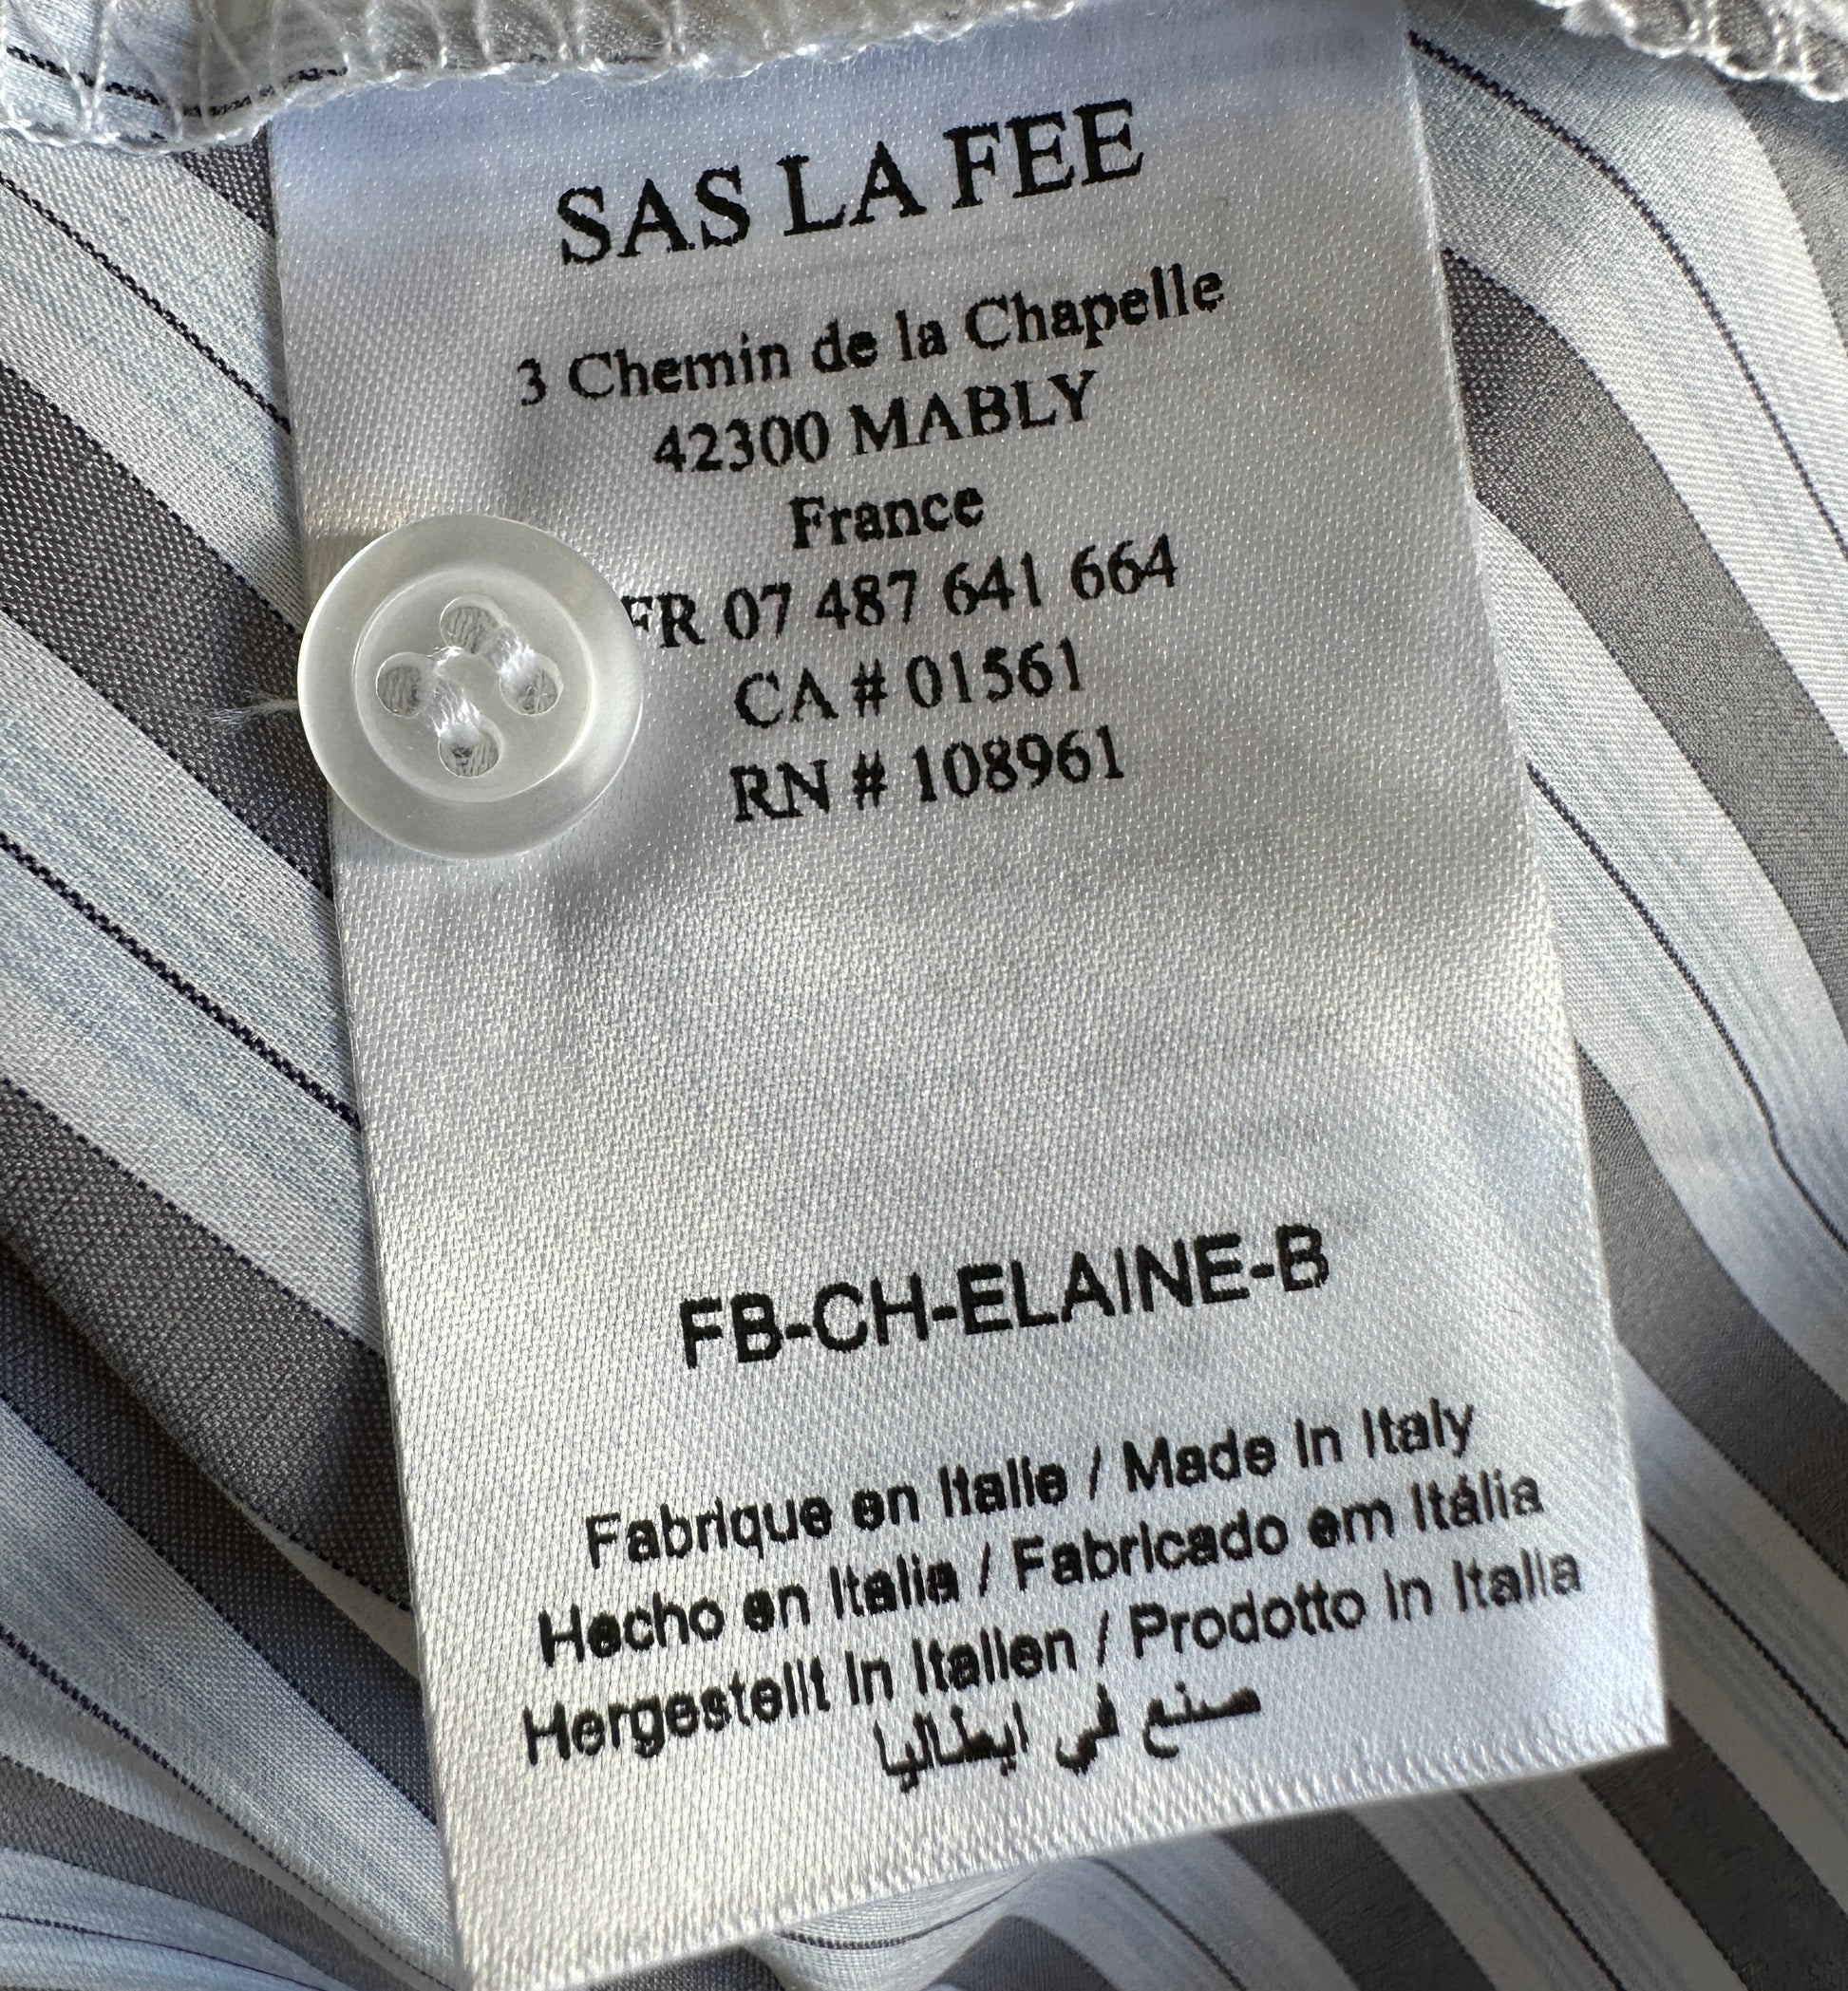 SAS LA FEE
3 Chemin de la Chapelle
42300 MABLY
France
FR 07 487 641 664
CA # 01561
RN # 108961
FB-CH-ELAINE-B
Fabrique en Italie / Made In Italy
Hecho en Italia / Fabricado em Itália
Hergestellt In Italien / Prodotto in Italia
صنع في ايطاليا